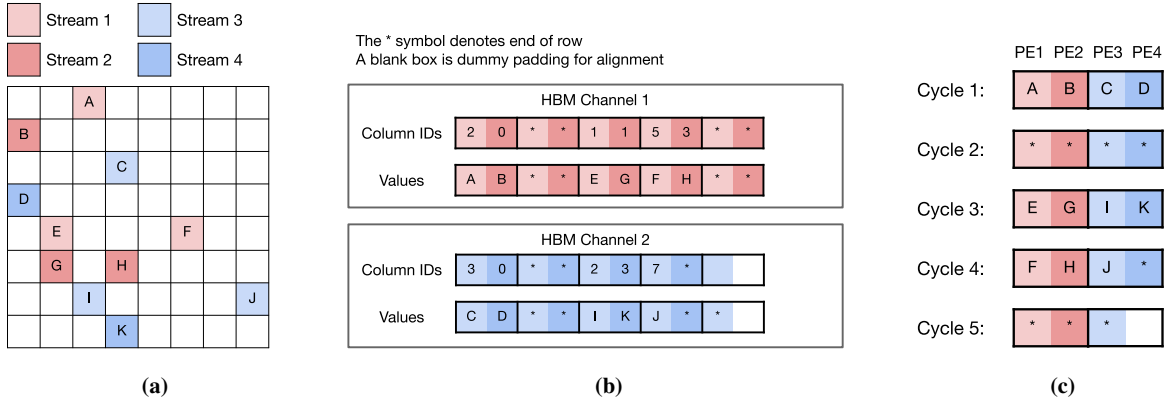 Stream 1
Stream 3
Stream 2
Stream 4
A
B
C
D
E F
G H
I J
K
(a)
The * symbol denotes end of row
A blank box is dummy padding for alignment
HBM Channel 1
Column IDs 2 0 * * 1 1 5 3 * *
Values A B * * E G F H * *
HBM Channel 2
Column IDs 3 0 * * 2 3 7 *
Values C D * * I K J * *
(b)
PE1 PE2 PE3 PE4
Cycle 1: A B C D
Cycle 2: * * * *
Cycle 3: E G I K
Cycle 4: F H J *
Cycle 5: * * *
(c)